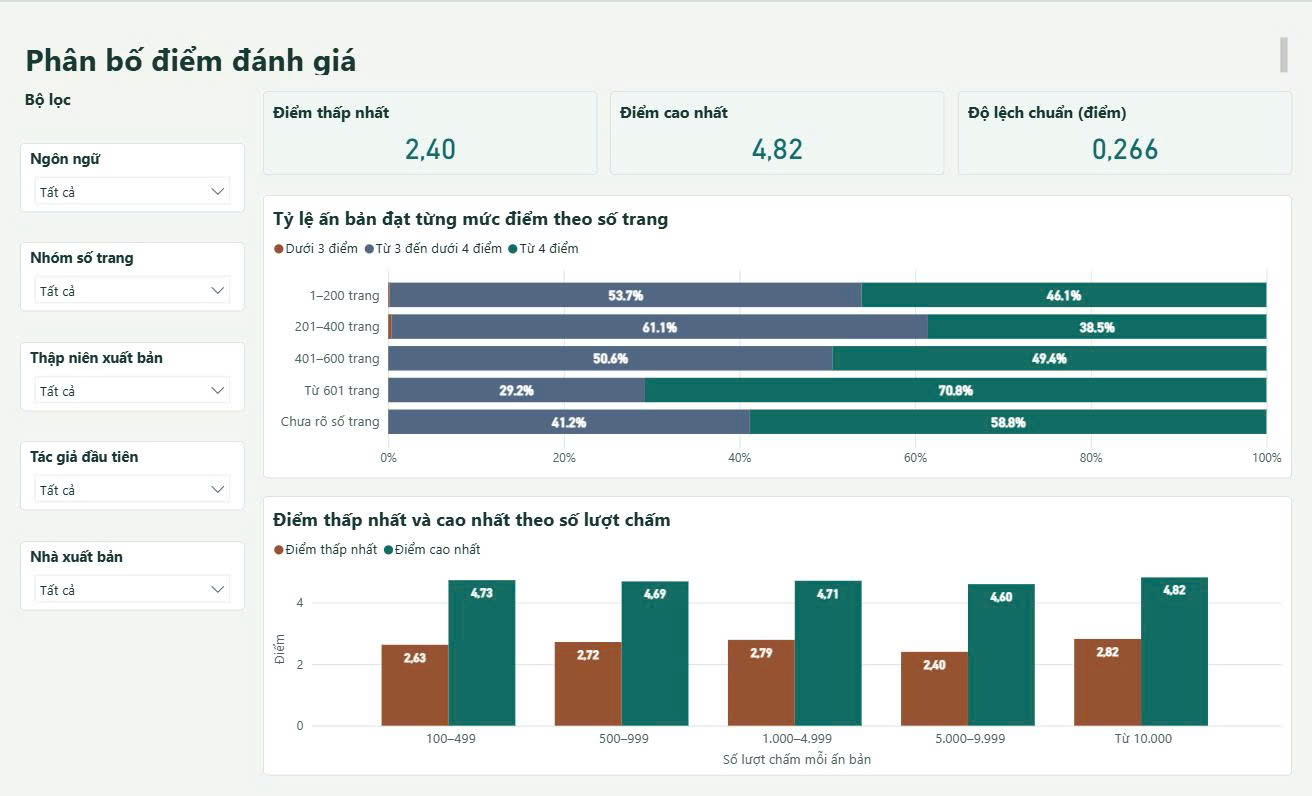 Phân bố điểm đánh giá
Bộ lọc
Ngôn ngữ
Tất cả
Nhóm số trang
Tất cả
Thập niên xuất bản
Tất cả
Tác giả đầu tiên
Tất cả
Nhà xuất bản
Tất cả
Điểm thấp nhất
2,40
Điểm cao nhất
4,82
Độ lệch chuẩn (điểm)
0,266
Tỷ lệ ấn bản đạt từng mức điểm theo số trang
Dưới 3 điểm Từ 3 đến dưới 4 điểm Từ 4 điểm
1–200 trang 53.7% 46.1%
201–400 trang 61.1% 38.5%
401–600 trang 50.6% 49.4%
Từ 601 trang 29.2% 70.8%
Chưa rõ số trang 41.2% 58.8%
0% 20% 40% 60% 80% 100%
Điểm thấp nhất và cao nhất theo số lượt chấm
Điểm thấp nhất Điểm cao nhất
Điểm
4
2
0
2,63 4,73
2,72 4,69
2,79 4,71
2,40 4,60
2,82 4,82
100–499 500–999 1.000–4.999 5.000–9.999 Từ 10.000
Số lượt chấm mỗi ấn bản